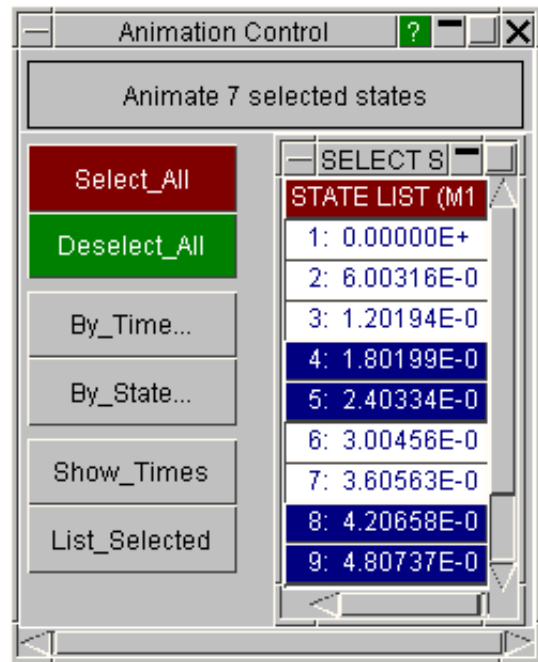 Animation Control ?
Animate 7 selected states
Select_All
Deselect_All
By_Time...
By_State...
Show_Times
List_Selected
SELECT S
STATE LIST (M1
1: 0.00000E+
2: 6.00316E-0
3: 1.20194E-0
4: 1.80199E-0
5: 2.40334E-0
6: 3.00456E-0
7: 3.60563E-0
8: 4.20658E-0
9: 4.80737E-0